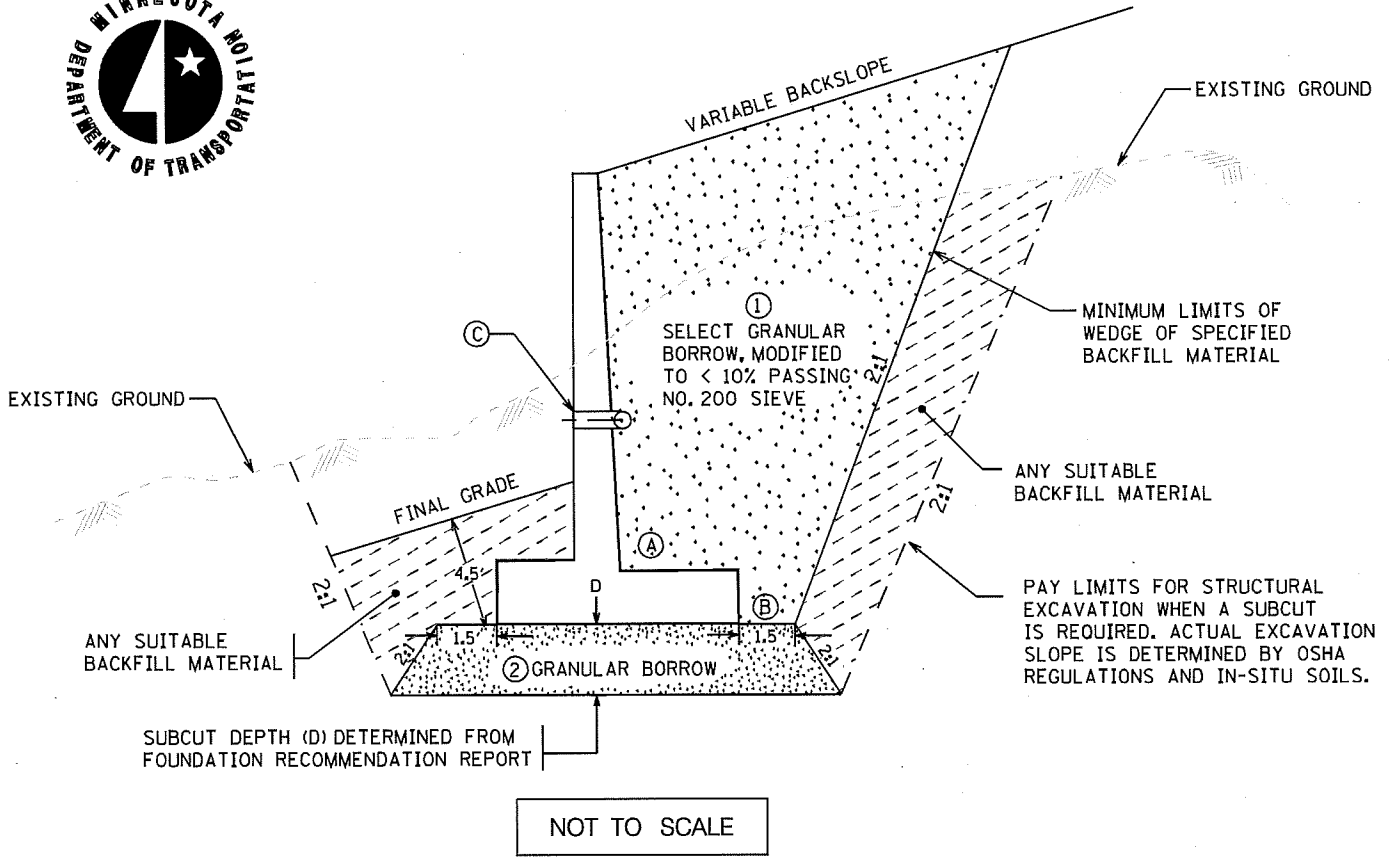 MINNESOTA
DEPARTMENT OF TRANSPORTATION
VARIABLE BACKSLOPE
EXISTING GROUND
1
SELECT GRANULAR
BORROW, MODIFIED
TO < 10% PASSING
NO. 200 SIEVE
2:1
MINIMUM LIMITS OF
WEDGE OF SPECIFIED
BACKFILL MATERIAL
C
EXISTING GROUND
ANY SUITABLE
BACKFILL MATERIAL
2:1
FINAL GRADE
4.5'
2:1
A
D
B
PAY LIMITS FOR STRUCTURAL
EXCAVATION WHEN A SUBCUT
IS REQUIRED. ACTUAL EXCAVATION
SLOPE IS DETERMINED BY OSHA
REGULATIONS AND IN-SITU SOILS.
ANY SUITABLE
BACKFILL MATERIAL
1.5'
1.5'
2:1
2 GRANULAR BORROW
2:1
SUBCUT DEPTH (D) DETERMINED FROM
FOUNDATION RECOMMENDATION REPORT
NOT TO SCALE